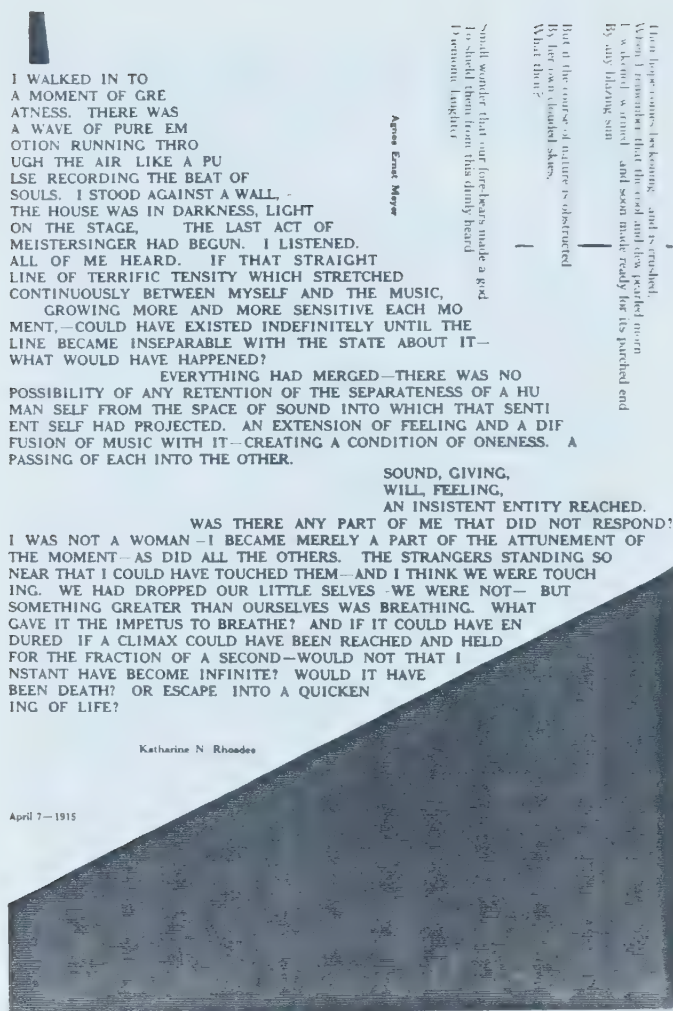 I WALKED IN TO
A MOMENT OF GRE
ATNESS. THERE WAS
A WAVE OF PURE EM
OTION RUNNING THRO
UGH THE AIR LIKE A PU
LSE RECORDING THE BEAT OF
SOULS. I STOOD AGAINST A WALL, -
THE HOUSE WAS IN DARKNESS, LIGHT
ON THE STAGE, THE LAST ACT OF
MEISTERSINGER HAD BEGUN. I LISTENED.
ALL OF ME HEARD. IF THAT STRAIGHT
LINE OF TERRIFIC TENSITY WHICH STRETCHED
CONTINUOUSLY BETWEEN MYSELF AND THE MUSIC,
GROWING MORE AND MORE SENSITIVE EACH MO
MENT,—COULD HAVE EXISTED INDEFINITELY UNTIL THE
LINE BECAME INSEPARABLE WITH THE STATE ABOUT IT—
WHAT WOULD HAVE HAPPENED?
EVERYTHING HAD MERGED—THERE WAS NO
POSSIBILITY OF ANY RETENTION OF THE SEPARATENESS OF A HU
MAN SELF FROM THE SPACE OF SOUND INTO WHICH THAT SENTI
ENT SELF HAD PROJECTED. AN EXTENSION OF FEELING AND A DIF
FUSION OF MUSIC WITH IT—CREATING A CONDITION OF ONENESS. A
PASSING OF EACH INTO THE OTHER.
SOUND, GIVING,
WILL, FEELING,
AN INSISTENT ENTITY REACHED.
WAS THERE ANY PART OF ME THAT DID NOT RESPOND?
I WAS NOT A WOMAN—I BECAME MERELY A PART OF THE ATTUNEMENT OF
THE MOMENT—AS DID ALL THE OTHERS. THE STRANGERS STANDING SO
NEAR THAT I COULD HAVE TOUCHED THEM—AND I THINK WE WERE TOUCH
ING. WE HAD DROPPED OUR LITTLE SELVES -WE WERE NOT— BUT
SOMETHING GREATER THAN OURSELVES WAS BREATHING. WHAT
GAVE IT THE IMPETUS TO BREATHE? AND IF IT COULD HAVE EN
DURED IF A CLIMAX COULD HAVE BEEN REACHED AND HELD
FOR THE FRACTION OF A SECOND—WOULD NOT THAT I
NSTANT HAVE BECOME INFINITE? WOULD IT HAVE
BEEN DEATH? OR ESCAPE INTO A QUICKEN
ING OF LIFE?
Katharine N Rhoades
April 7—1915
Then hope comes beckoning and is crushed,
When I remember that the cool and dew pearled morn
I wakened warmed and soon made ready for its parched end
By any blazing sun
But if the course of nature is obstructed
By her own clouded skies,
What then?
Small wonder that our fore-bears made a god
To shield them from this dimly heard
Daemonic laughter
Agnes Ernst Meyer